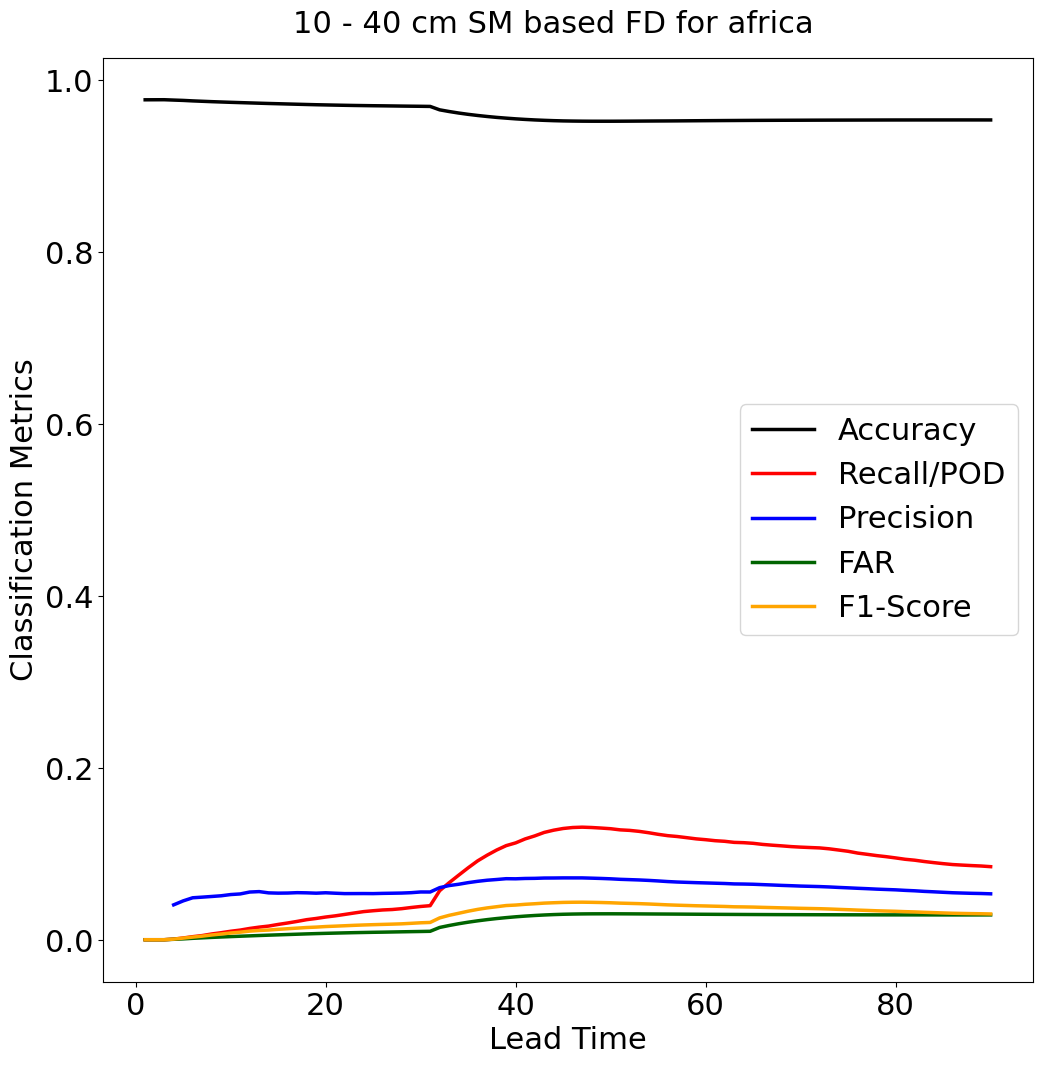 10 - 40 cm SM based FD for africa
1.0
0.8
0.6
0.4
0.2
0.0
Classification Metrics
Accuracy
Recall/POD
Precision
FAR
F1-Score
0 20 40 60 80
Lead Time